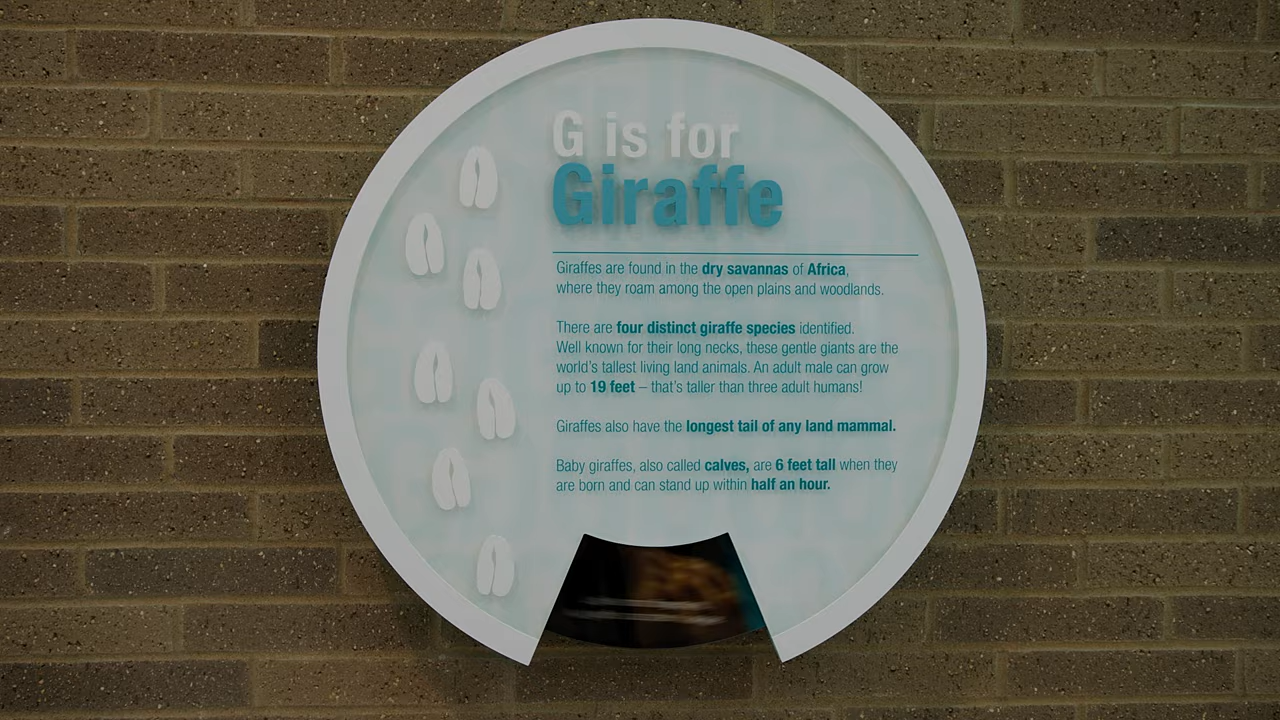 G is for
Giraffe
Giraffes are found in the dry savannas of Africa,
where they roam among the open plains and woodlands.
There are four distinct giraffe species identified.
Well known for their long necks, these gentle giants are the
world's tallest living land animals. An adult male can grow
up to 19 feet – that's taller than three adult humans!
Giraffes also have the longest tail of any land mammal.
Baby giraffes, also called calves, are 6 feet tall when they
are born and can stand up within half an hour.